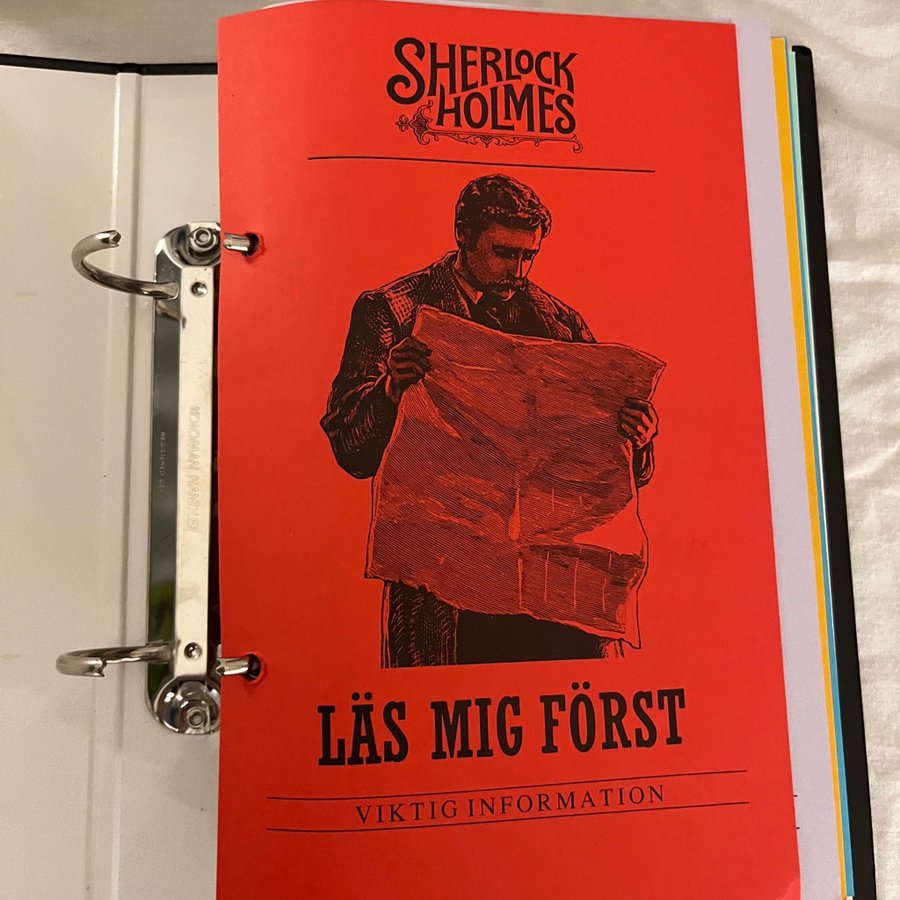 SHERLOCK
HOLMES
LÄS MIG FÖRST
VIKTIG INFORMATION